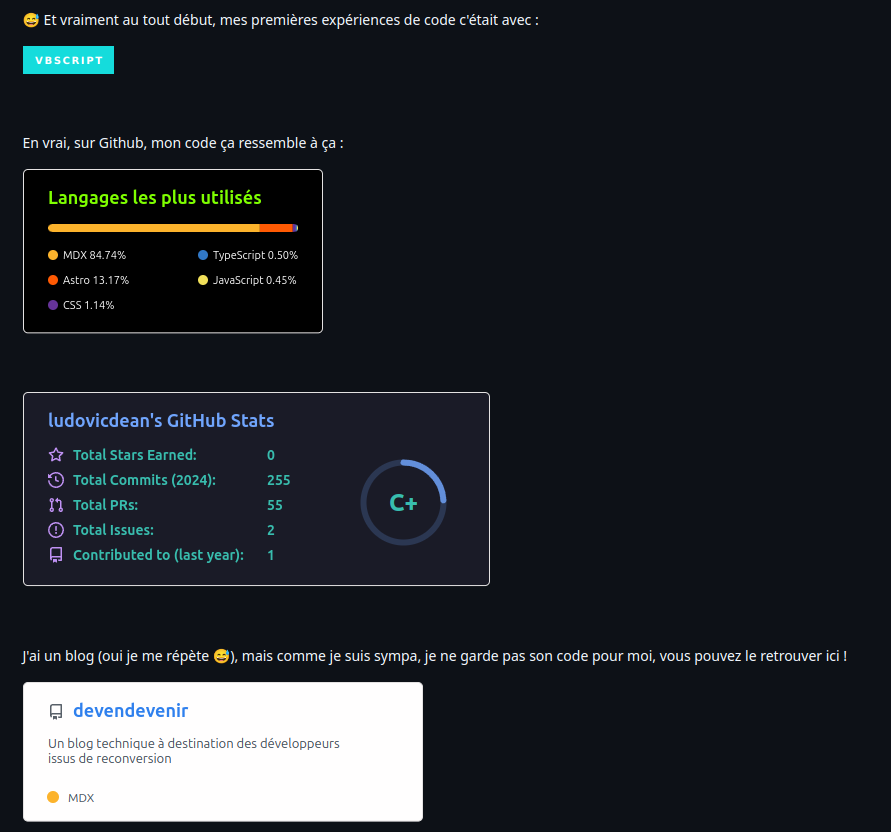 😅 Et vraiment au tout début, mes premières expériences de code c'était avec :
VBSCRIPT
En vrai, sur Github, mon code ça ressemble à ça :
Langages les plus utilisés
MDX 84.74%
TypeScript 0.50%
Astro 13.17%
JavaScript 0.45%
CSS 1.14%
ludovicdean's GitHub Stats
Total Stars Earned: 0
Total Commits (2024): 255
Total PRs: 55
Total Issues: 2
Contributed to (last year): 1
C+
J'ai un blog (oui je me répète 😅), mais comme je suis sympa, je ne garde pas son code pour moi, vous pouvez le retrouver ici !
devendevenir
Un blog technique à destination des développeurs
issus de reconversion
MDX